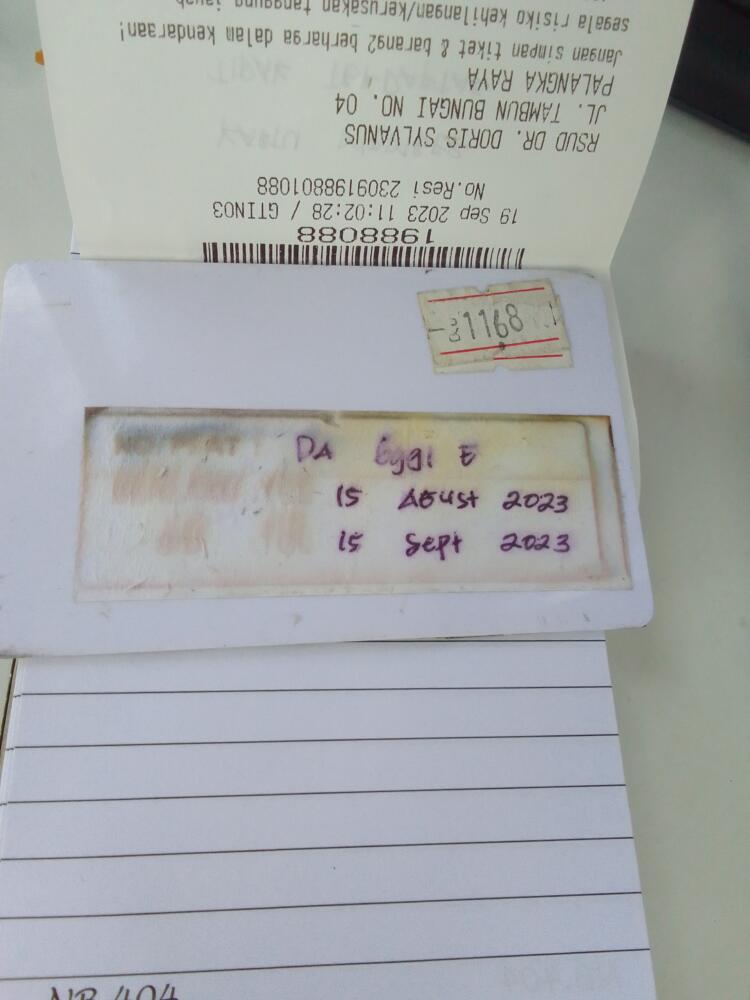 1988088
19 Sep 2023 11:02:28 / GTIN03
No.Resi 2309198801088
RSUD DR. DORIS SYLVANUS
JL. TAMBUN BUNGAI NO. 04
PALANGKA RAYA
Jangan simpan tiket & barang2 berharga dalam kendaraan!
segala risiko kehilangan/kerusakan tanggung
1168
DA Eggi E
15 Agust 2023
15 Sept 2023
NB 404